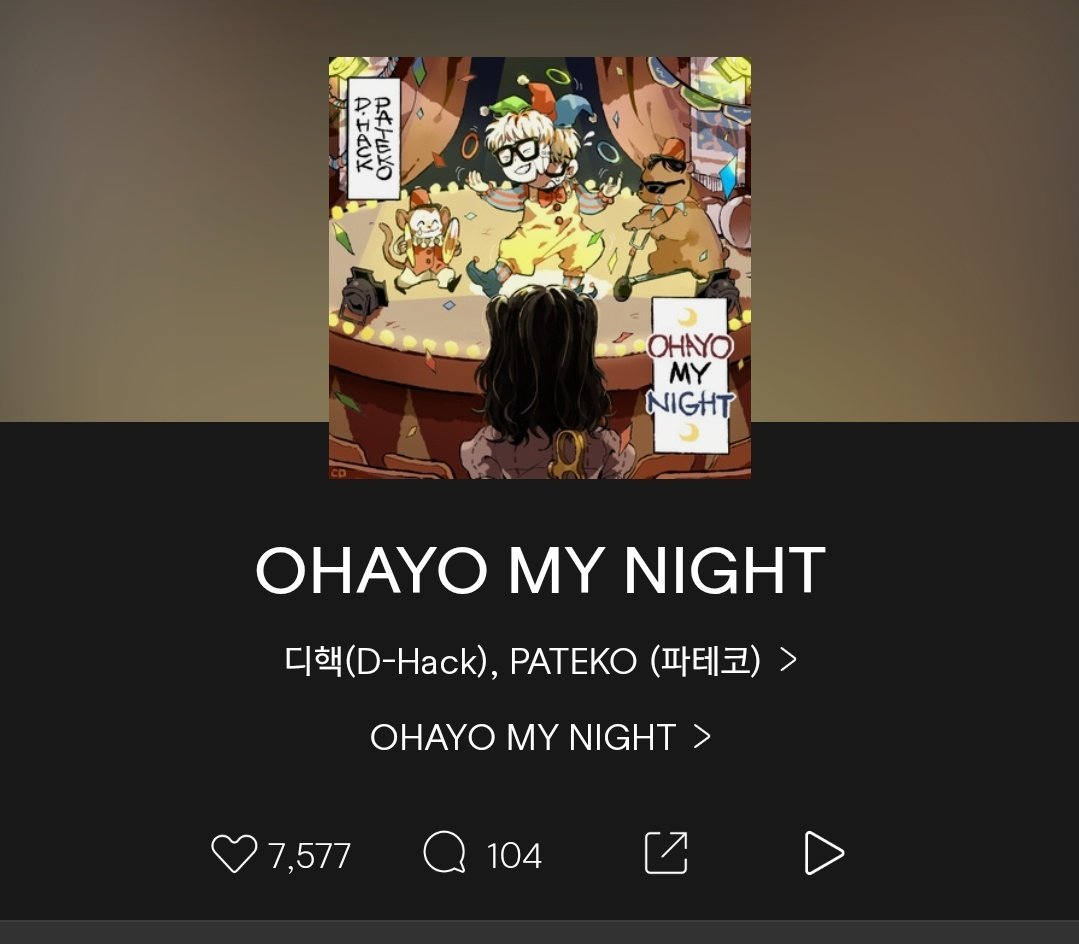 D.HACK
PATEKO
OHAYO
MY
NIGHT
cp
OHAYO MY NIGHT
디핵(D-Hack), PATEKO (파테코) >
OHAYO MY NIGHT >
7,577
104